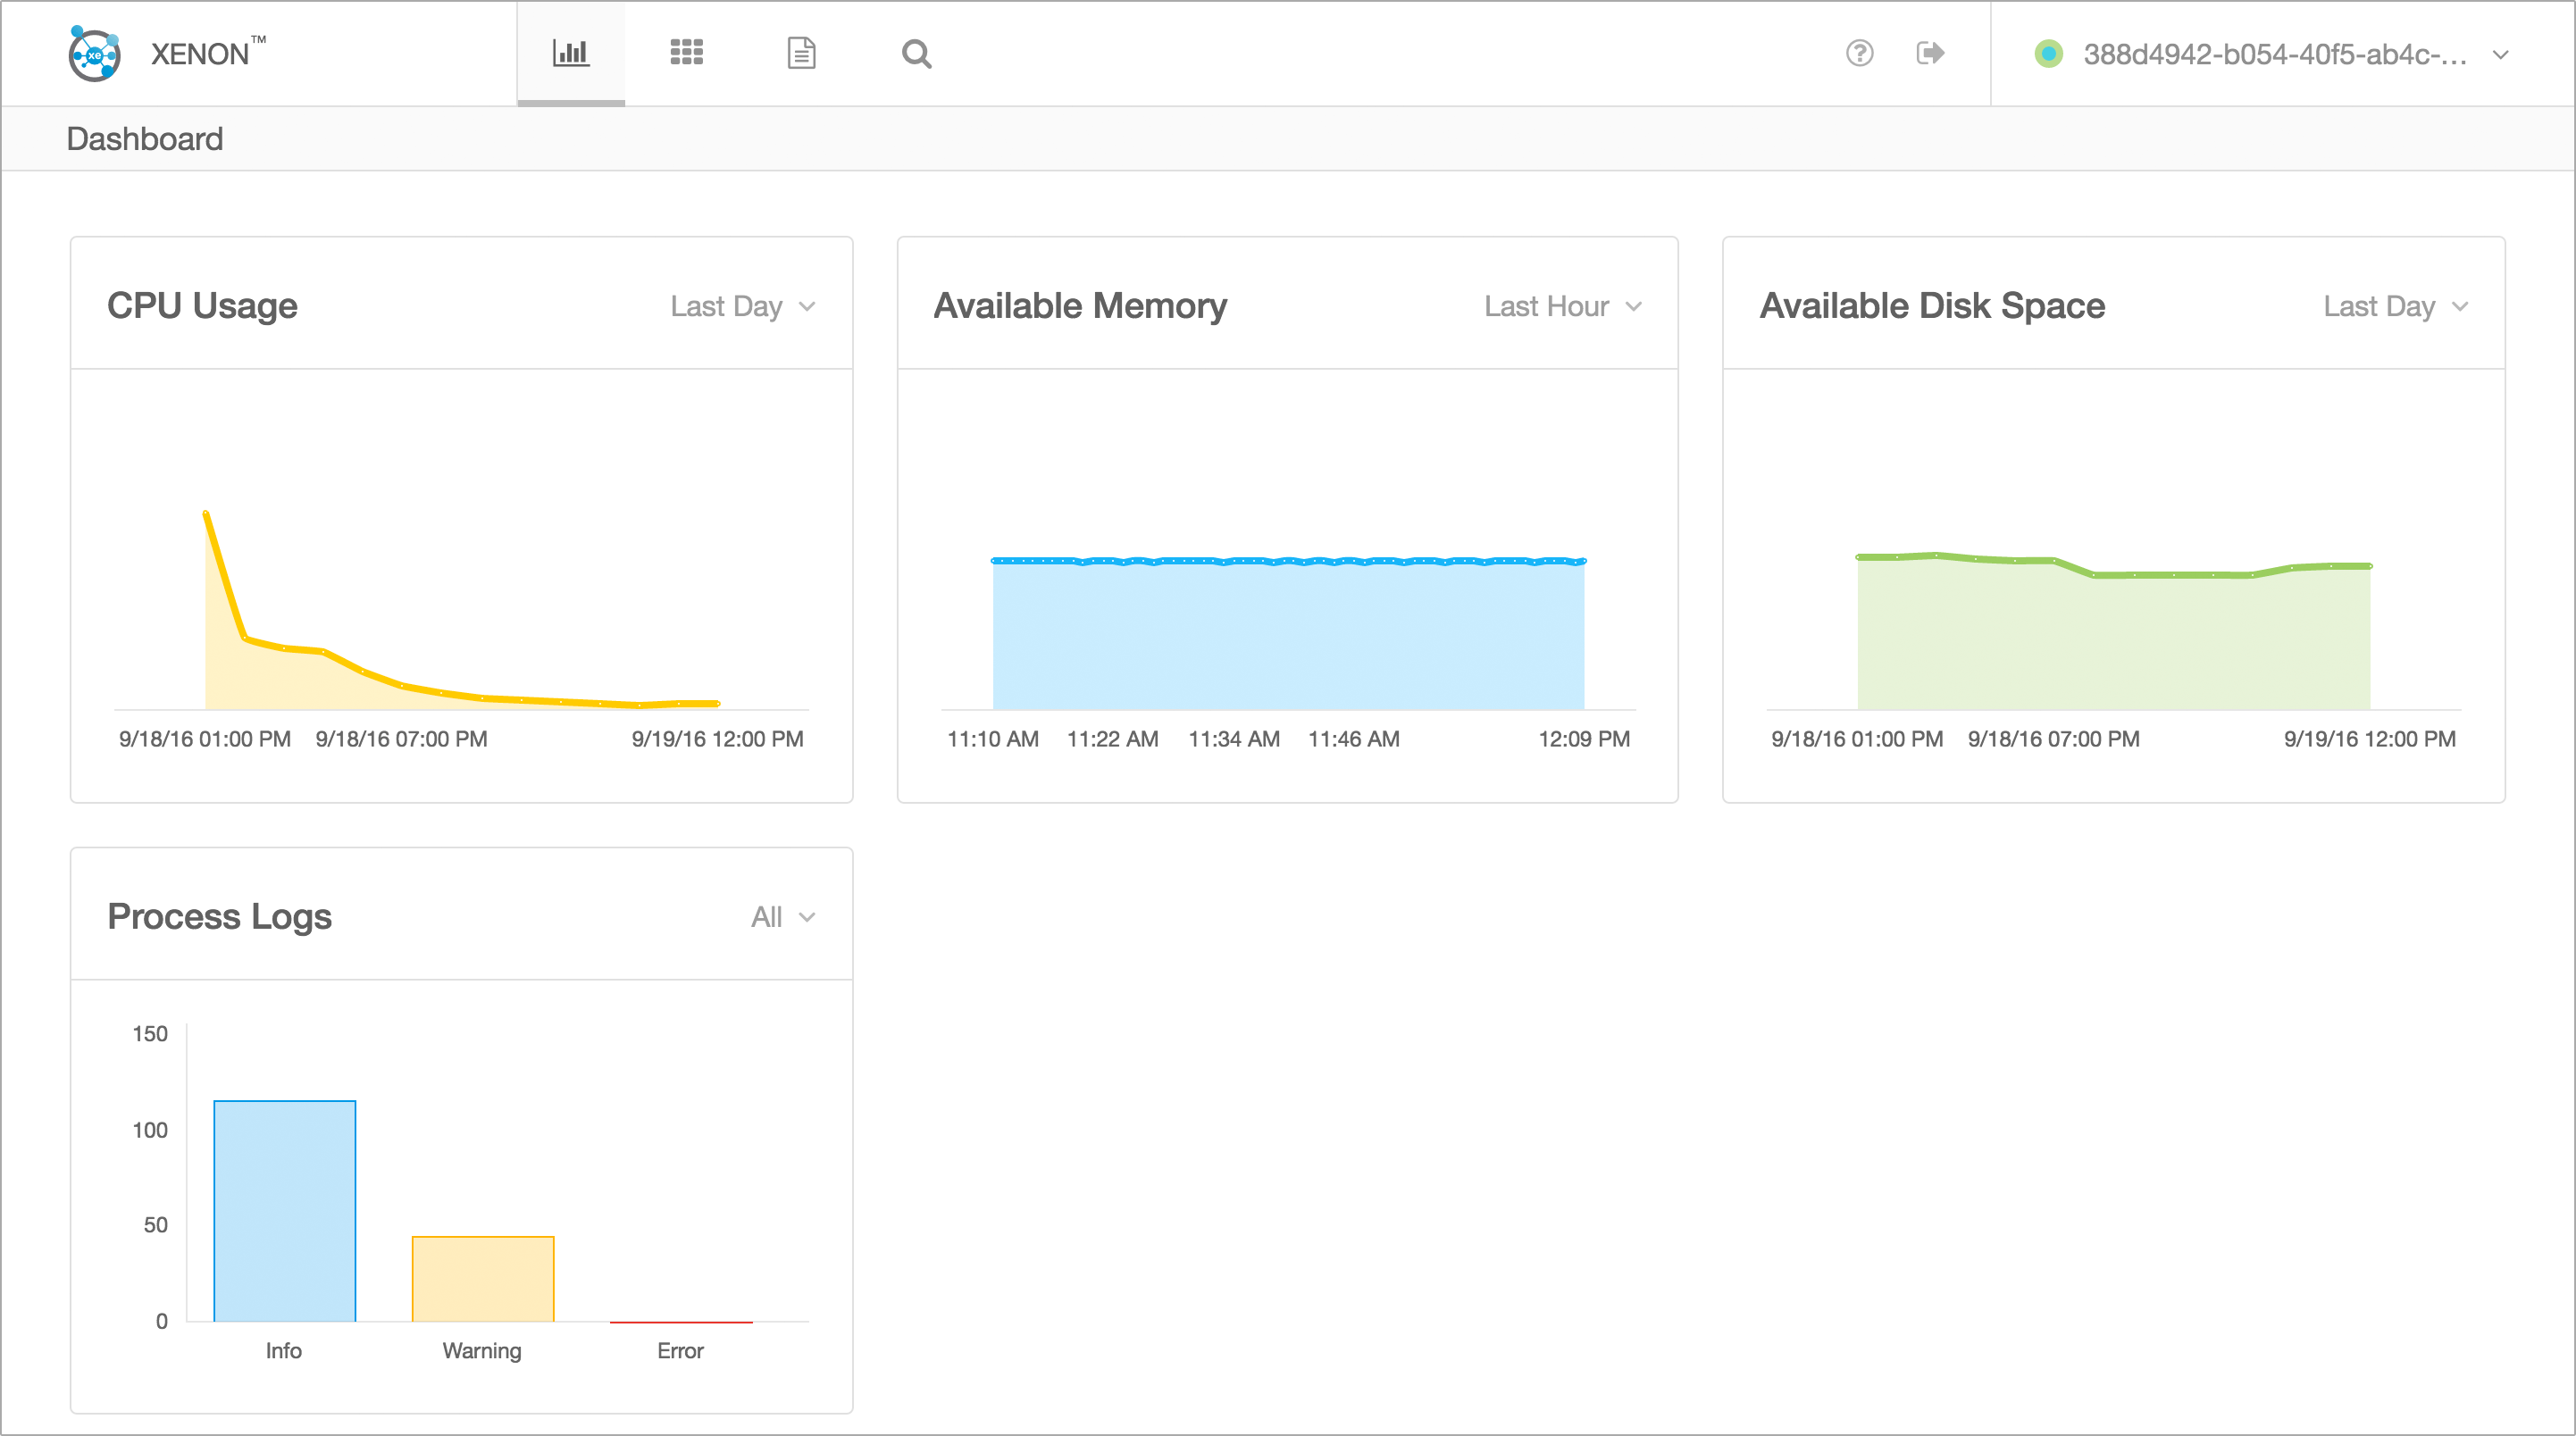 xe XENON™
388d4942-b054-40f5-ab4c-...
Dashboard
CPU Usage Last Day
9/18/16 01:00 PM 9/18/16 07:00 PM 9/19/16 12:00 PM
Available Memory Last Hour
11:10 AM 11:22 AM 11:34 AM 11:46 AM 12:09 PM
Available Disk Space Last Day
9/18/16 01:00 PM 9/18/16 07:00 PM 9/19/16 12:00 PM
Process Logs All
150
100
50
0
Info Warning Error